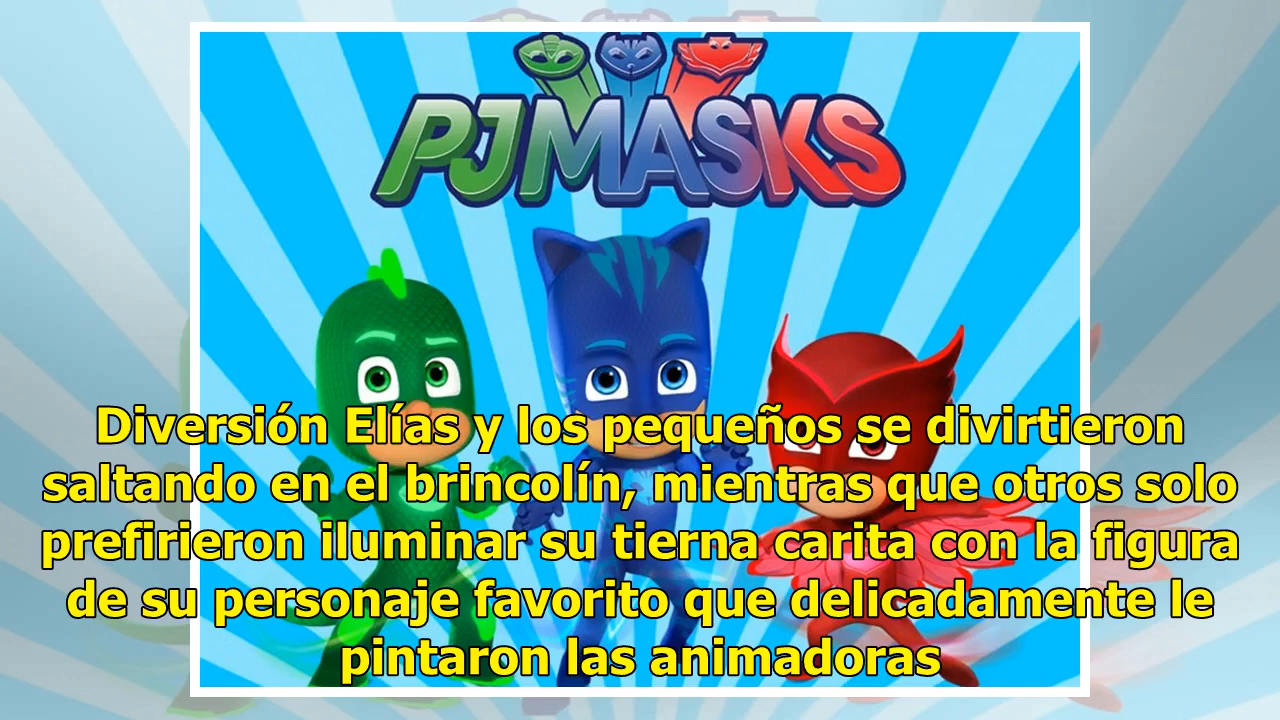 PJMASKS
Diversión Elías y los pequeños se divirtieron
saltando en el brincolín, mientras que otros solo
prefirieron iluminar su tierna carita con la figura
de su personaje favorito que delicadamente le
pintaron las animadoras